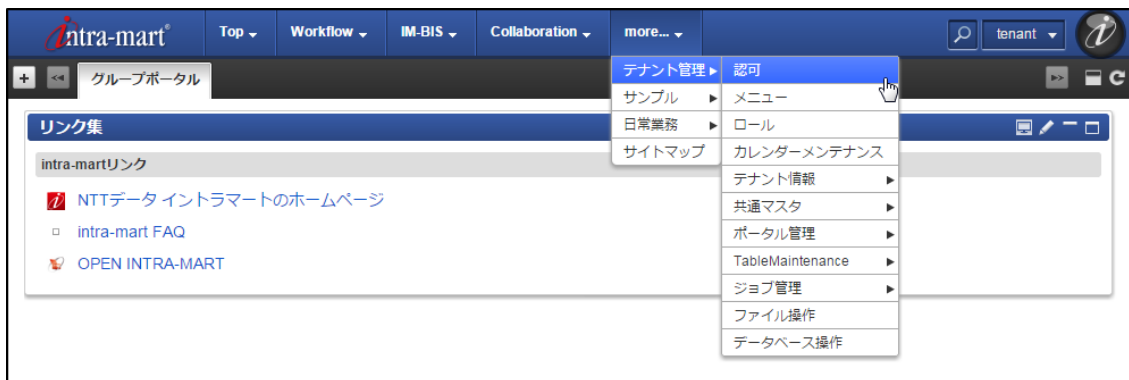 intra-mart®
Top
Workflow
IM-BIS
Collaboration
more...
tenant
グループポータル
テナント管理
サンプル
日常業務
サイトマップ
認可
メニュー
ロール
カレンダーメンテナンス
テナント情報
共通マスタ
ポータル管理
TableMaintenance
ジョブ管理
ファイル操作
データベース操作
リンク集
intra-martリンク
NTTデータ イントラマートのホームページ
intra-mart FAQ
OPEN INTRA-MART